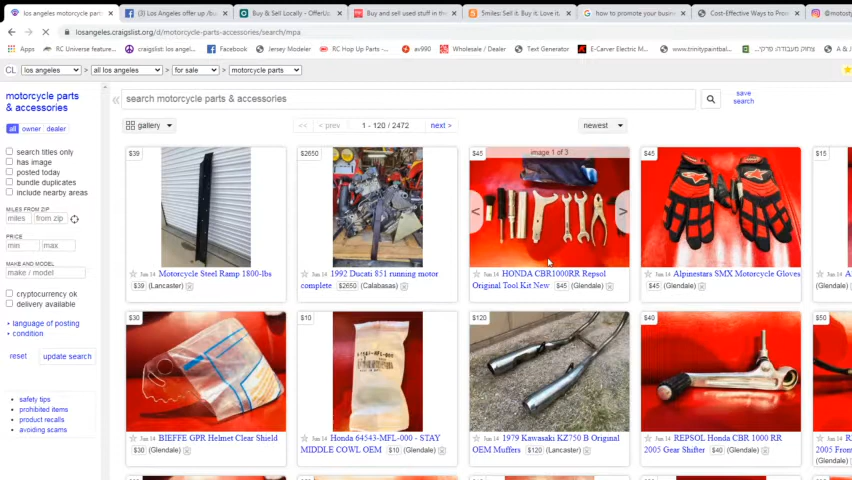 los angeles motorcycle parts
(3) Los angeles offer up /bu
Buy & Sell Locally - OfferUp
Buy and sell used stuff in the
5miles: Sell it. Buy it. Love it.
how to promote your busine
Cost-Effective Ways to Pro
@motosty
losangeles.craigslist.org/d/motorcycle-parts-accessories/search/mpa
Apps
RC Universe feature...
craigslist: los angel...
Facebook
Jersey Modeler
RC Hop Up Parts -...
av990
Wholesale / Dealer
Text Generator
E-Carver Electric M...
www.trinitypaintball...
CL
los angeles
>
all los angeles
>
for sale
>
motorcycle parts
motorcycle parts
& accessories
all owner dealer
search titles only
has image
posted today
bundle duplicates
include nearby areas
MILES FROM ZIP
miles from zip
PRICE
min max
MAKE AND MODEL
make / model
cryptocurrency ok
delivery available
language of posting
condition
reset update search
safety tips
prohibited items
product recalls
avoiding scams
«
search motorcycle parts & accessories
save
search
gallery
<< < prev 1 - 120 / 2472 next >
newest
$39
Jun 14 Motorcycle Steel Ramp 1800-lbs
$39 (Lancaster)
$2650
Jun 14 1992 Ducati 851 running motor
complete $2650 (Calabasas)
$45
image 1 of 3
Jun 14 HONDA CBR1000RR Repsol
Original Tool Kit New $45 (Glendale)
$45
Jun 14 Alpinestars SMX Motorcycle Gloves
$45 (Glendale)
$15
$30
Jun 14 BIEFFE GPR Helmet Clear Shield
$30 (Glendale)
$10
Jun 14 Honda 64543-MFL-000 - STAY
MIDDLE COWL OEM $10 (Glendale)
$120
Jun 14 1979 Kawasaki KZ750 B Original
OEM Muffers $120 (Lancaster)
$40
Jun 14 REPSOL Honda CBR 1000 RR
2005 Gear Shifter $40 (Glendale)
$50
2005 Front